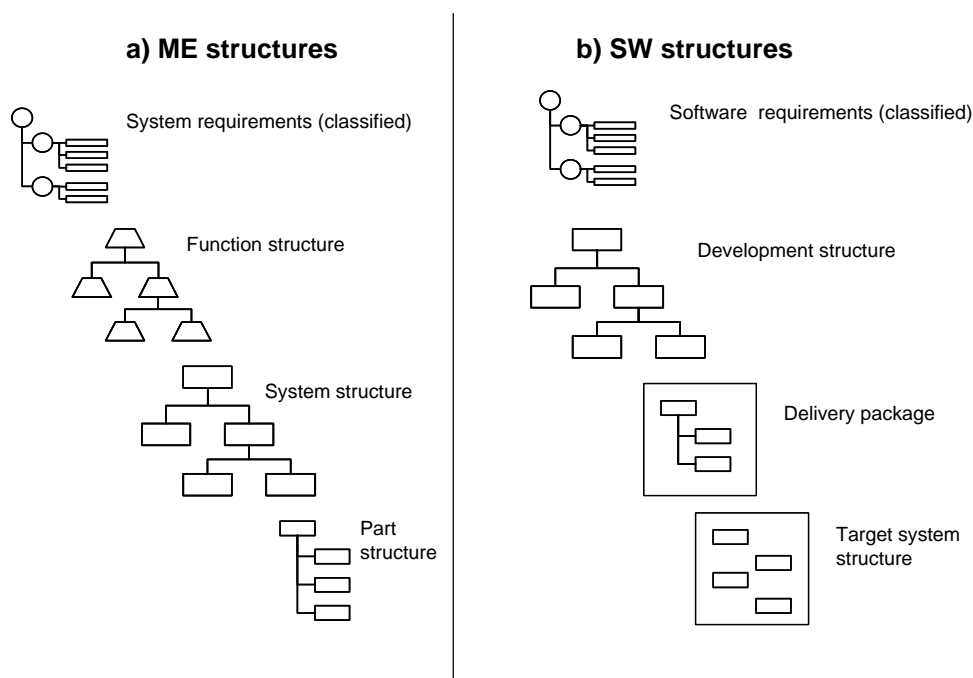 a) ME structures
System requirements (classified)
Function structure
System structure
Part
structure
b) SW structures
Software requirements (classified)
Development structure
Delivery package
Target system
structure